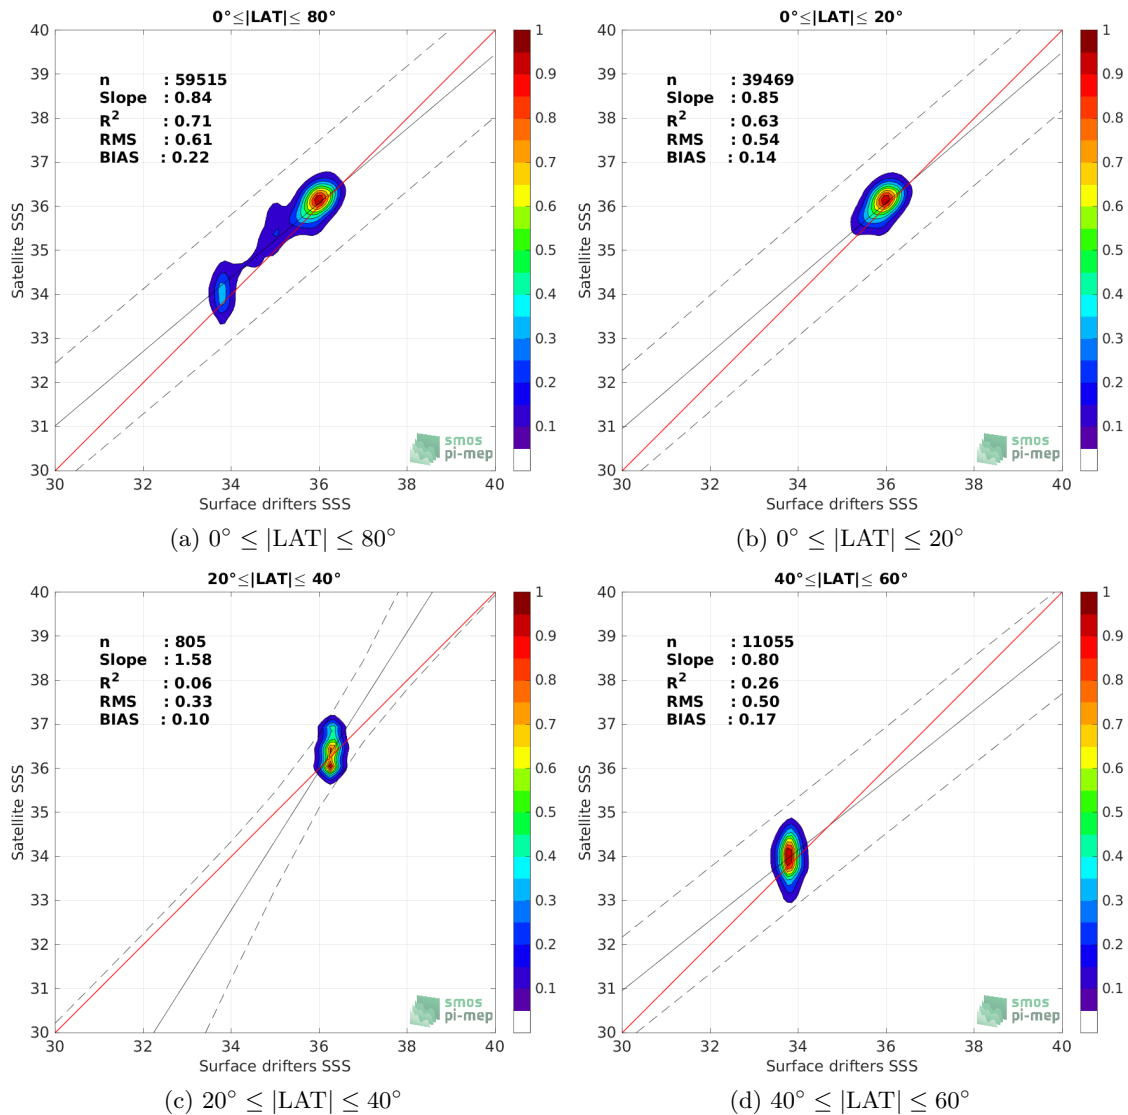 0°≤|LAT|≤ 80°
40
39
38
37
36
35
34
33
32
31
30
30 32 34 36 38 40
Satellite SSS
Surface drifters SSS
n : 59515
Slope : 0.84
R² : 0.71
RMS : 0.61
BIAS : 0.22
smos
pi-mep
1
0.9
0.8
0.7
0.6
0.5
0.4
0.3
0.2
0.1
(a) 0° ≤ |LAT| ≤ 80°
0°≤|LAT|≤ 20°
40
39
38
37
36
35
34
33
32
31
30
30 32 34 36 38 40
Satellite SSS
Surface drifters SSS
n : 39469
Slope : 0.85
R² : 0.63
RMS : 0.54
BIAS : 0.14
smos
pi-mep
1
0.9
0.8
0.7
0.6
0.5
0.4
0.3
0.2
0.1
(b) 0° ≤ |LAT| ≤ 20°
20°≤|LAT|≤ 40°
40
39
38
37
36
35
34
33
32
31
30
30 32 34 36 38 40
Satellite SSS
Surface drifters SSS
n : 805
Slope : 1.58
R² : 0.06
RMS : 0.33
BIAS : 0.10
smos
pi-mep
1
0.9
0.8
0.7
0.6
0.5
0.4
0.3
0.2
0.1
(c) 20° ≤ |LAT| ≤ 40°
40°≤|LAT|≤ 60°
40
39
38
37
36
35
34
33
32
31
30
30 32 34 36 38 40
Satellite SSS
Surface drifters SSS
n : 11055
Slope : 0.80
R² : 0.26
RMS : 0.50
BIAS : 0.17
smos
pi-mep
1
0.9
0.8
0.7
0.6
0.5
0.4
0.3
0.2
0.1
(d) 40° ≤ |LAT| ≤ 60°